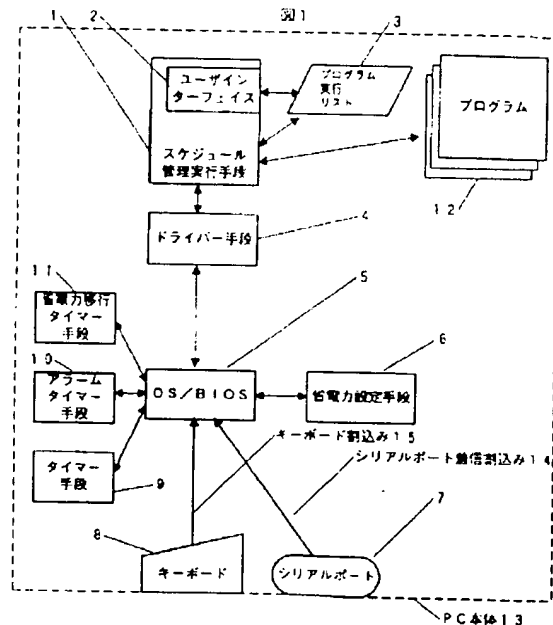 図1
1
2
3
ユーザイン
ターフェイス
プログラム
実行
リスト
プログラム
スケジュール
管理実行手段
12
4
ドライバー手段
11
5
省電力移行
タイマー
手段
6
10
アラーム
タイマー
手段
OS/BIOS
省電力設定手段
キーボード割込み15
シリアルポート着信割込み14
タイマー
手段
9
7
8
キーボード
シリアルポート
PC本体13